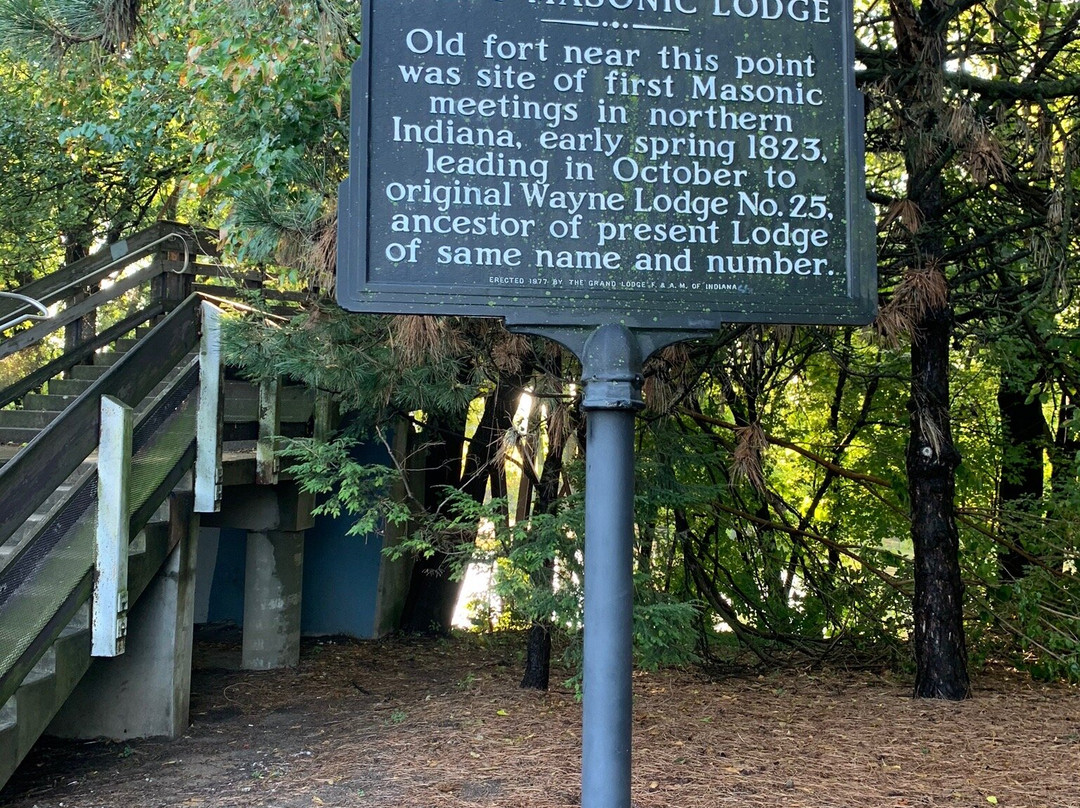 MASONIC LODGE
Old fort near this point
was site of first Masonic
meetings in northern
Indiana, early spring 1823,
leading in October to
original Wayne Lodge No. 25,
ancestor of present Lodge
of same name and number.
ERECTED 1977 BY THE GRAND LODGE F. & A. M. OF INDIANA